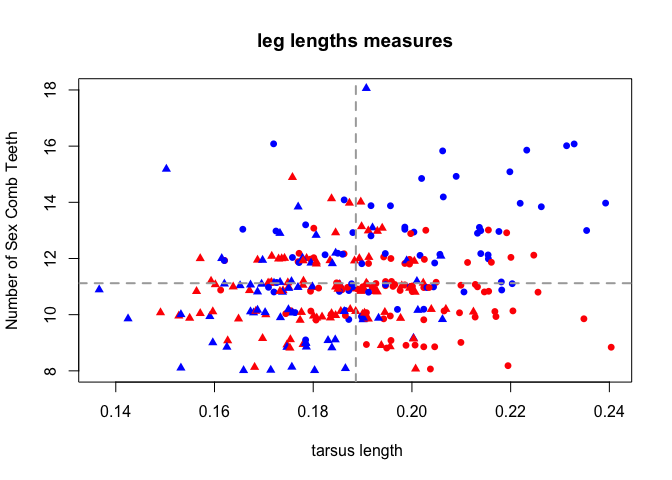 leg lengths measures
Number of Sex Comb Teeth
18
16
14
12
10
8
0.14 0.16 0.18 0.20 0.22 0.24
tarsus length